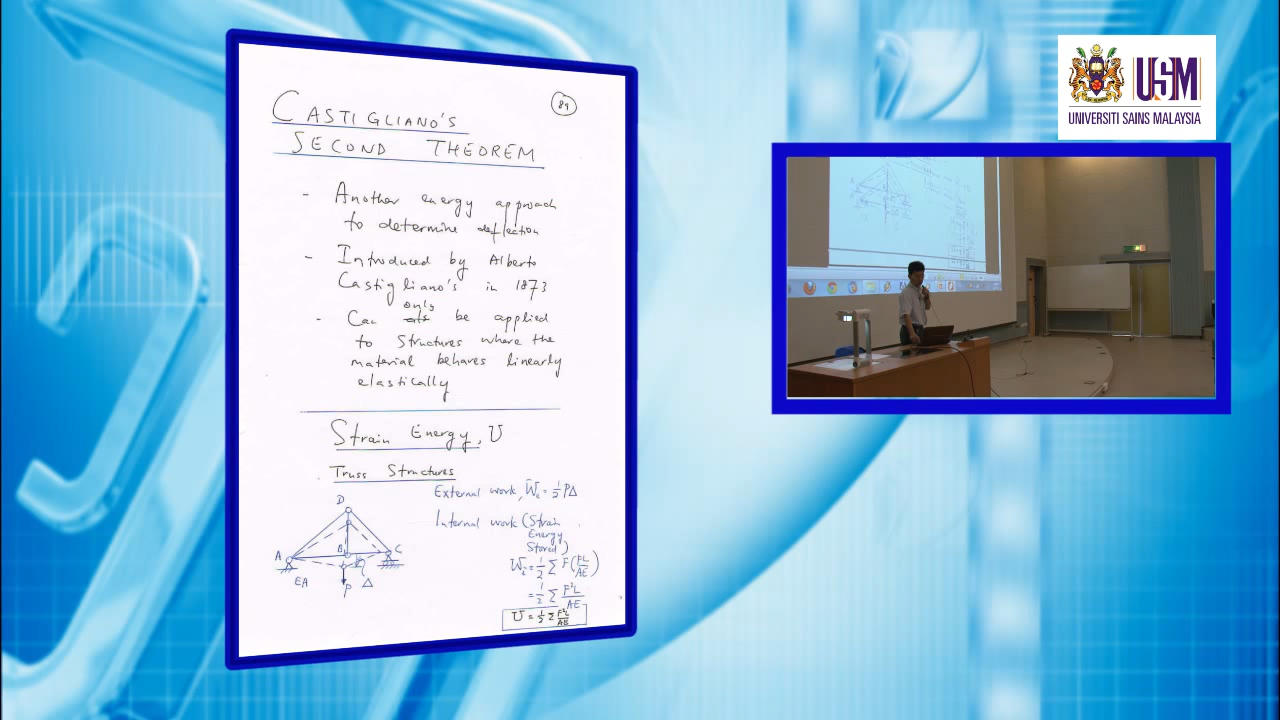 89
CASTIGLIANO'S
SECOND THEOREM
- Another energy approach
to determine deflection
- Introduced by Alberto
Castigliano's in 1873
only
- Can be applied
to Structures where the
material behaves linearly
elastically
Strain Energy, U
Truss Structures
External work, We = 1/2 PΔ
Internal work (Strain
Energy
Stored)
Wi = 1/2 Σ F(FL/AE)
= 1/2 Σ F²L/AE
U = 1/2 Σ F²L/AE
D
A
B
C
EA
P
Δ
USM
UNIVERSITI SAINS MALAYSIA